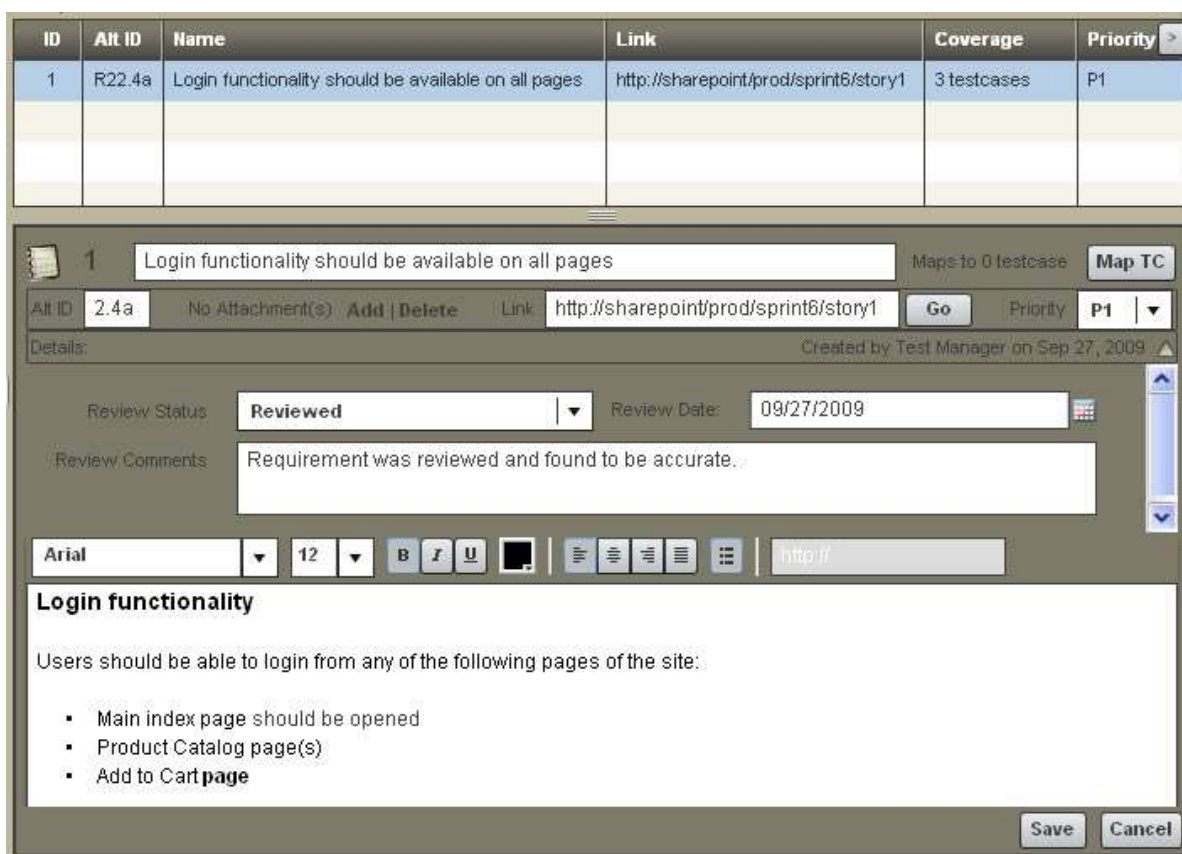 ID Alt ID Name Link Coverage Priority >
1 R22.4a Login functionality should be available on all pages http://sharepoint/prod/sprint6/story1 3 testcases P1
1 Login functionality should be available on all pages Maps to 0 testcase Map TC
Alt ID 2.4a No Attachment(s) Add | Delete Link http://sharepoint/prod/sprint6/story1 Go Priority P1
Details: Created by Test Manager on Sep 27, 2009
Review Status Reviewed Review Date: 09/27/2009
Review Comments Requirement was reviewed and found to be accurate.
Arial 12 B I U http://
Login functionality
Users should be able to login from any of the following pages of the site:
▪ Main index page should be opened
▪ Product Catalog page(s)
▪ Add to Cart page
Save Cancel